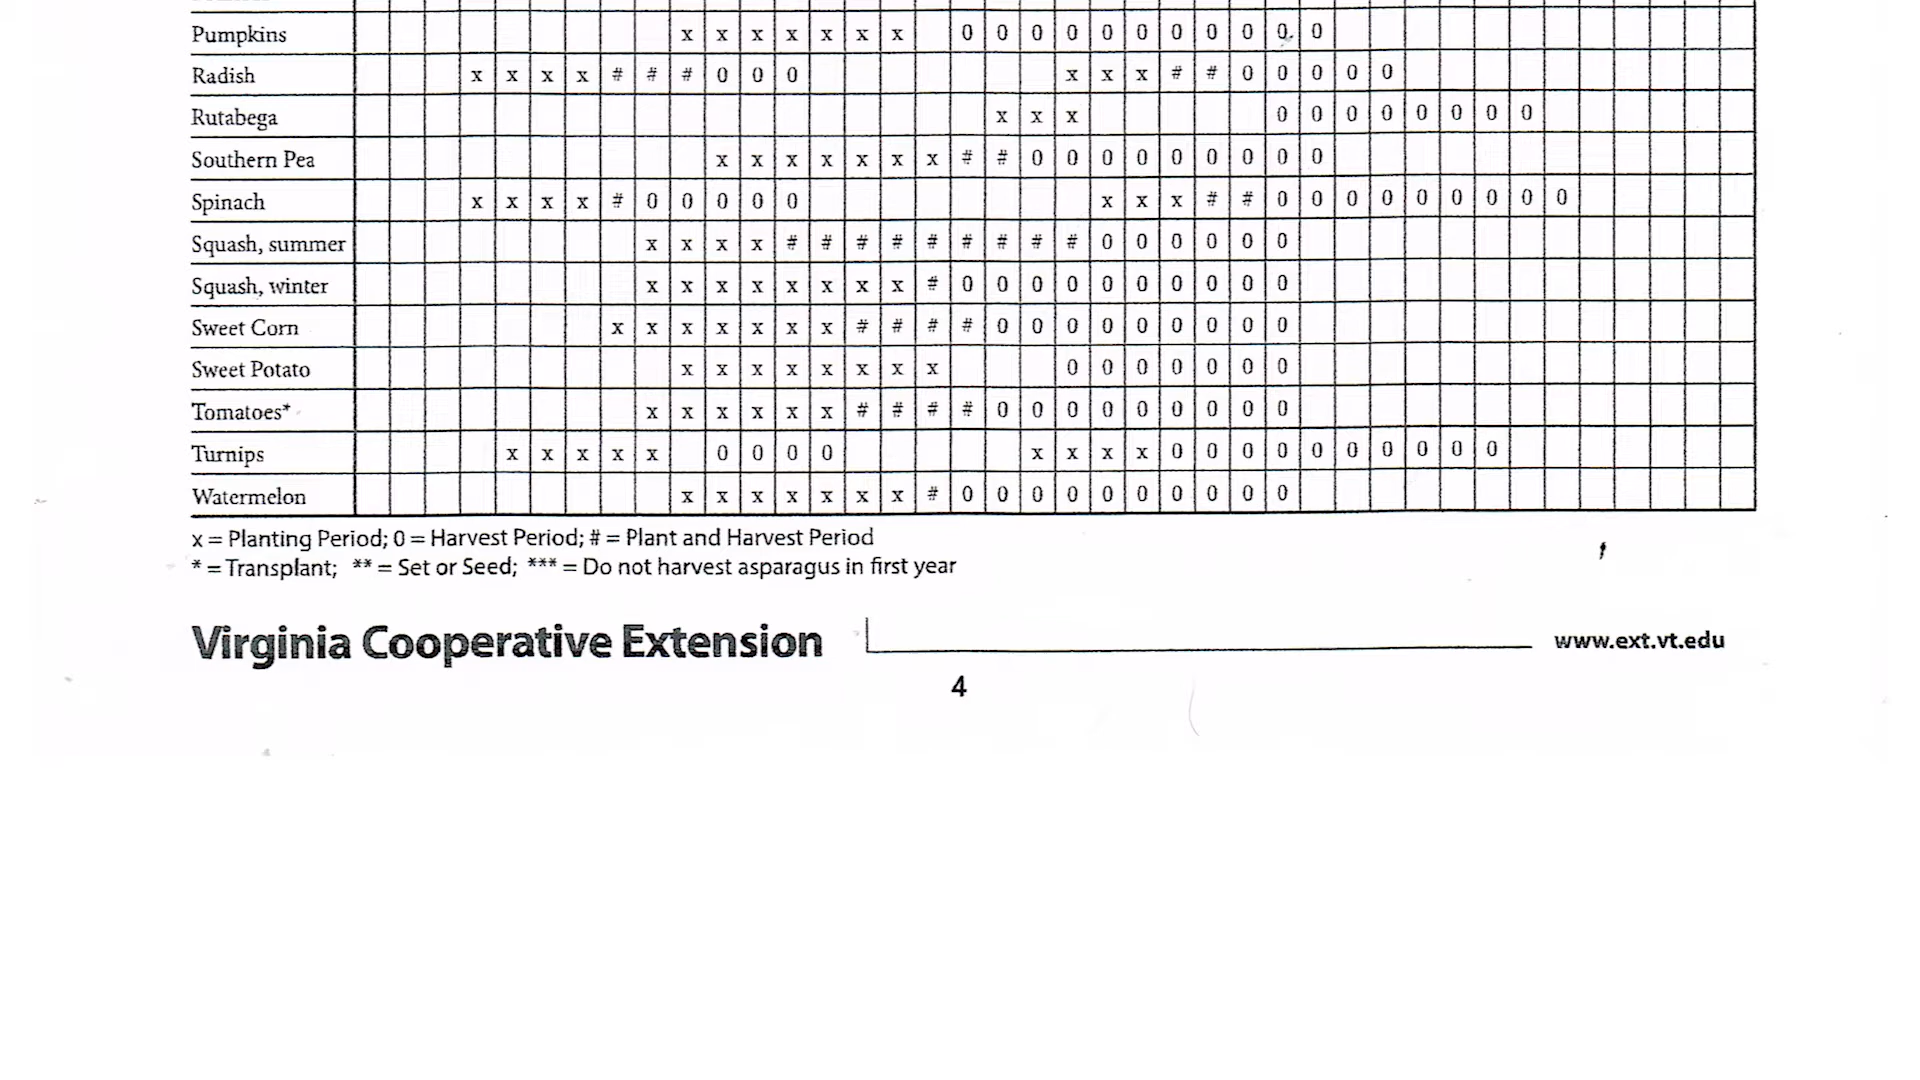 Pumpkins x x x x x x x 0 0 0 0 0 0 0 0 0 0 0
Radish x x x x # # # 0 0 0 x x x # # 0 0 0 0 0
Rutabega x x x 0 0 0 0 0 0 0 0
Southern Pea x x x x x x x # # 0 0 0 0 0 0 0 0 0
Spinach x x x x # 0 0 0 0 0 x x x # # 0 0 0 0 0 0 0 0 0
Squash, summer x x x x # # # # # # # # # 0 0 0 0 0 0
Squash, winter x x x x x x x x # 0 0 0 0 0 0 0 0 0 0
Sweet Corn x x x x x x x # # # # 0 0 0 0 0 0 0 0 0
Sweet Potato x x x x x x x x 0 0 0 0 0 0 0
Tomatoes* x x x x x x # # # # 0 0 0 0 0 0 0 0 0
Turnips x x x x x 0 0 0 0 x x x x 0 0 0 0 0 0 0 0 0 0
Watermelon x x x x x x x # 0 0 0 0 0 0 0 0 0 0
x = Planting Period; 0 = Harvest Period; # = Plant and Harvest Period
* = Transplant; ** = Set or Seed; *** = Do not harvest asparagus in first year
Virginia Cooperative Extension www.ext.vt.edu
4